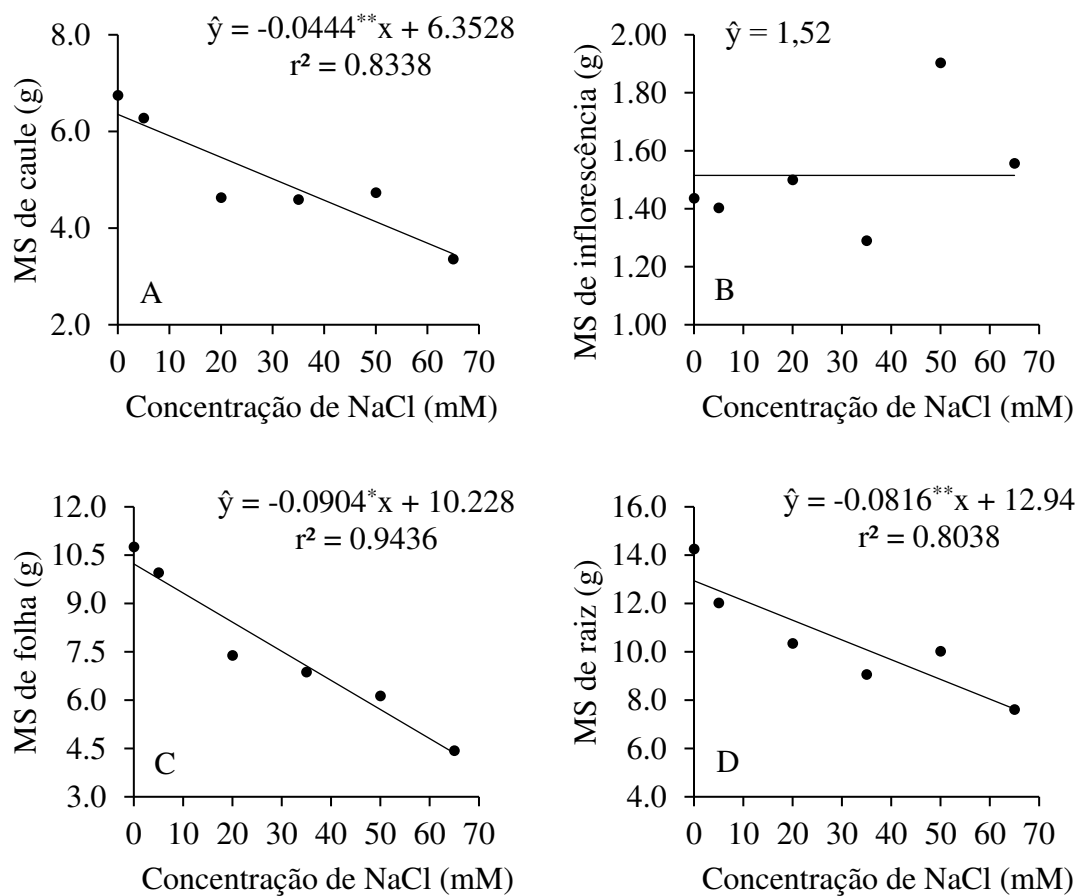 ŷ = -0.0444**x + 6.3528
r² = 0.8338
MS de caule (g)
8.0
6.0
4.0
2.0
A
0 10 20 30 40 50 60 70
Concentração de NaCl (mM)
ŷ = 1,52
MS de inflorescência (g)
2.00
1.80
1.60
1.40
1.20
1.00
B
0 10 20 30 40 50 60 70
Concentração de NaCl (mM)
ŷ = -0.0904*x + 10.228
r² = 0.9436
MS de folha (g)
12.0
10.5
9.0
7.5
6.0
4.5
3.0
C
0 10 20 30 40 50 60 70
Concentração de NaCl (mM)
ŷ = -0.0816**x + 12.94
r² = 0.8038
MS de raiz (g)
16.0
14.0
12.0
10.0
8.0
6.0
4.0
D
0 10 20 30 40 50 60 70
Concentração de NaCl (mM)